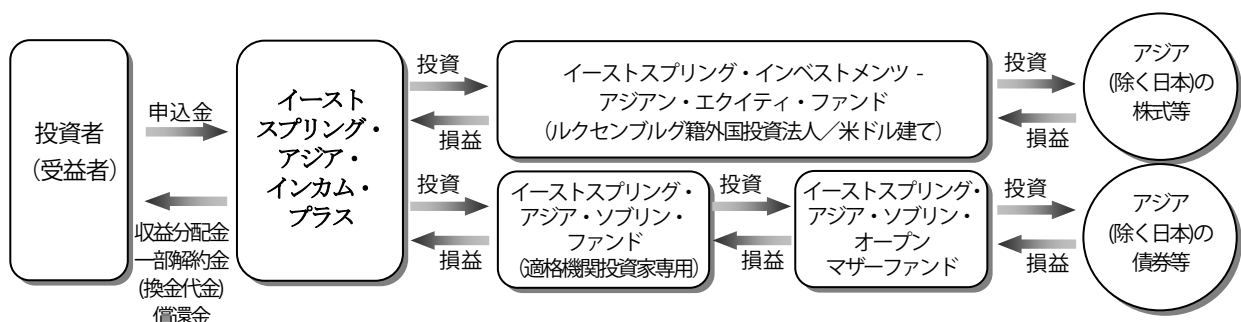 投資者
（受益者）
申込金
収益分配金
一部解約金
(換金代金)
償還金
イースト
スプリング・
アジア・
インカム・
プラス
投資
損益
イーストスプリング・インベストメンツ -
アジアン・エクイティ・ファンド
（ルクセンブルグ籍外国投資法人／米ドル建て）
投資
損益
アジア
(除く日本)の
株式等
投資
損益
イーストスプリング・
アジア・ソブリン・
ファンド
（適格機関投資家専用）
投資
損益
イーストスプリング・
アジア・ソブリン・
オープン
マザーファンド
投資
損益
アジア
(除く日本)の
債券等